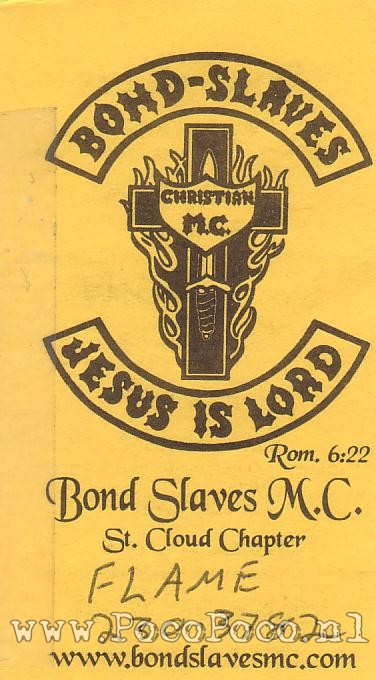 BOND-SLAVES
CHRISTIAN
M.C.
JESUS IS LORD
Rom. 6:22
Bond Slaves M.C.
St. Cloud Chapter
FLAME
www.PocoPoco.nl
www.bondslavesmc.com